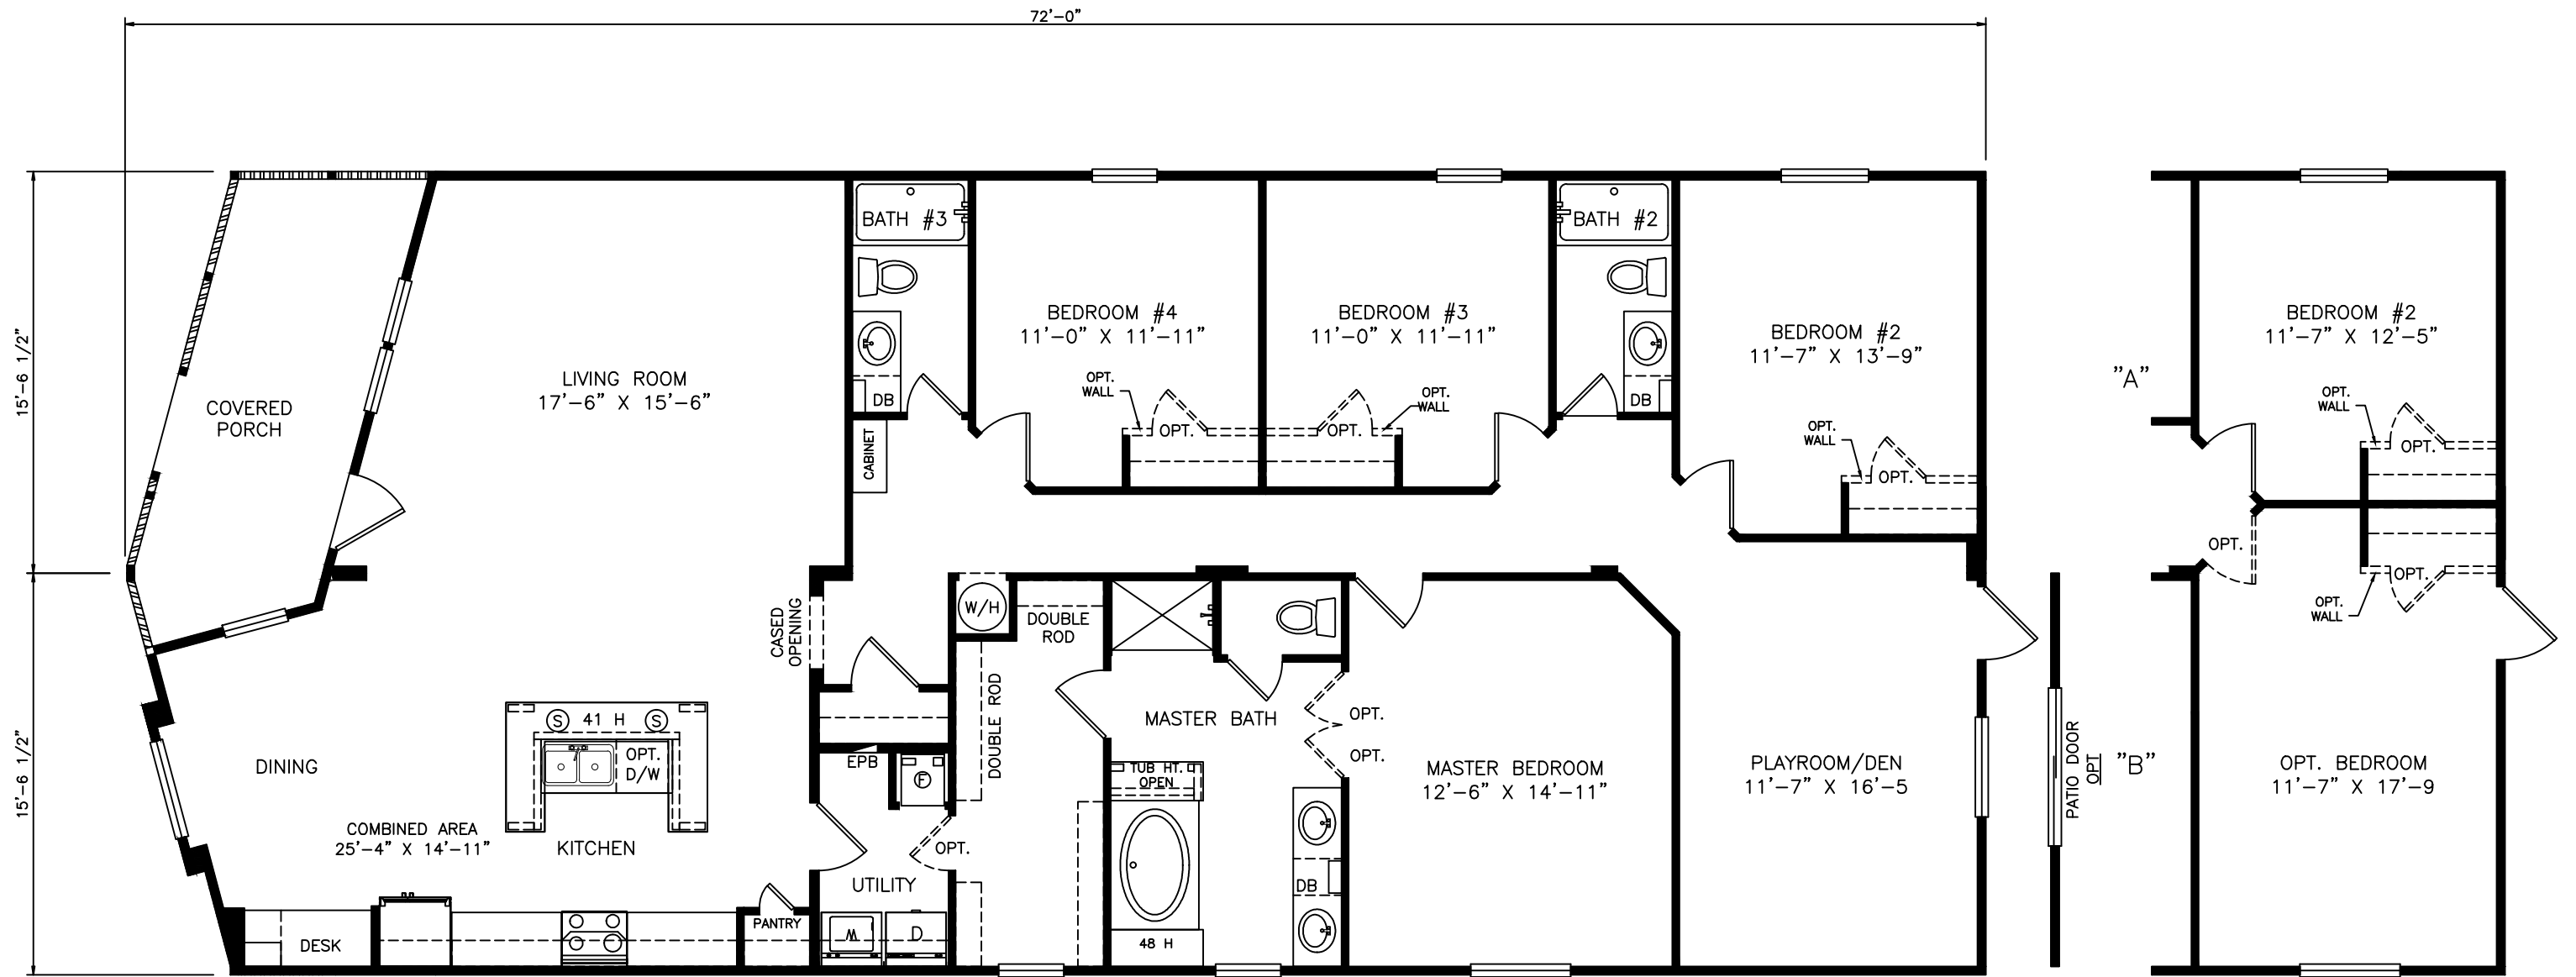 72'-0"
15'-6 1/2"
15'-6 1/2"
COVERED
PORCH
LIVING ROOM
17'-6" X 15'-6"
BATH #3
DB
CABINET
BEDROOM #4
11'-0" X 11'-11"
OPT.
WALL
OPT.
BEDROOM #3
11'-0" X 11'-11"
OPT.
WALL
OPT.
BATH #2
DB
BEDROOM #2
11'-7" X 13'-9"
OPT.
WALL
OPT.
CASED
OPENING
W/H
DOUBLE
ROD
DOUBLE ROD
DINING
S 41 H S
OPT.
D/W
COMBINED AREA
25'-4" X 14'-11"
KITCHEN
DESK
PANTRY
EPB
F
OPT.
UTILITY
W
D
MASTER BATH
OPT.
OPT.
TUB HT.
OPEN
48 H
DB
MASTER BEDROOM
12'-6" X 14'-11"
PLAYROOM/DEN
11'-7" X 16'-5
PATIO DOOR
OPT
"A"
"B"
BEDROOM #2
11'-7" X 12'-5"
OPT.
WALL
OPT.
OPT.
OPT.
OPT.
WALL
OPT. BEDROOM
11'-7" X 17'-9